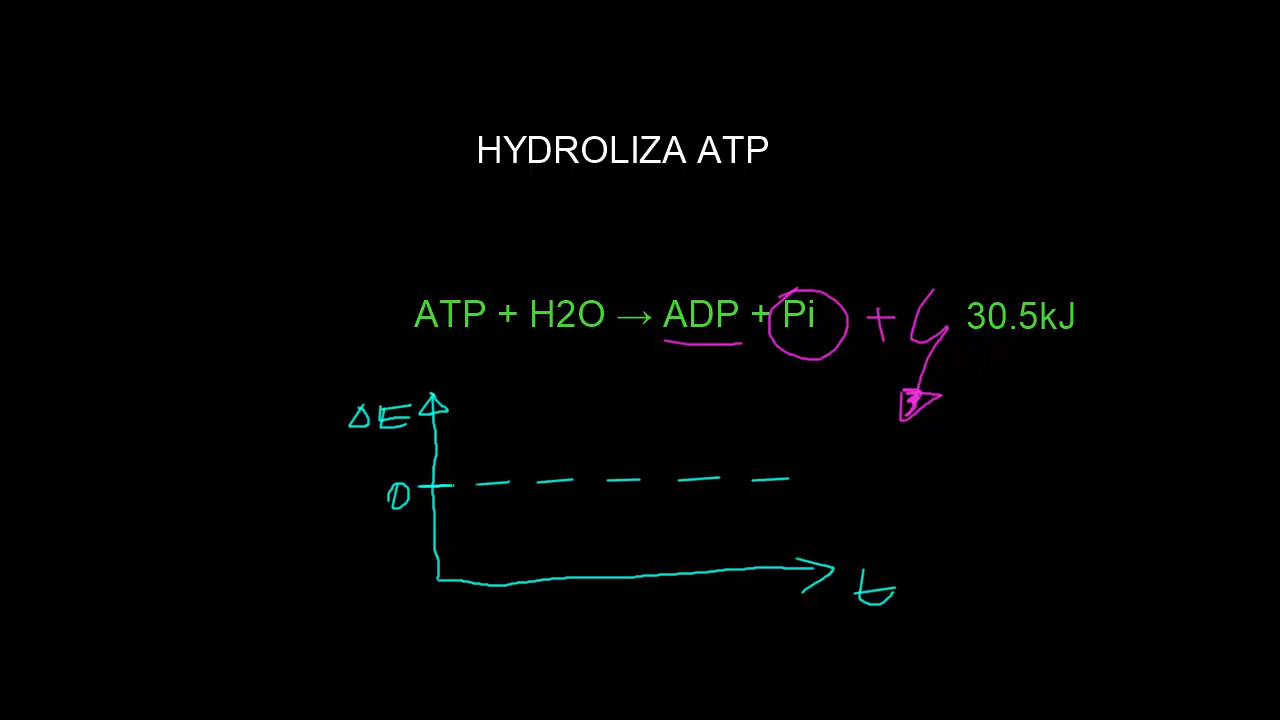 HYDROLIZA ATP
ATP + H2O → ADP + Pi + 30.5kJ
ΔE
0
t